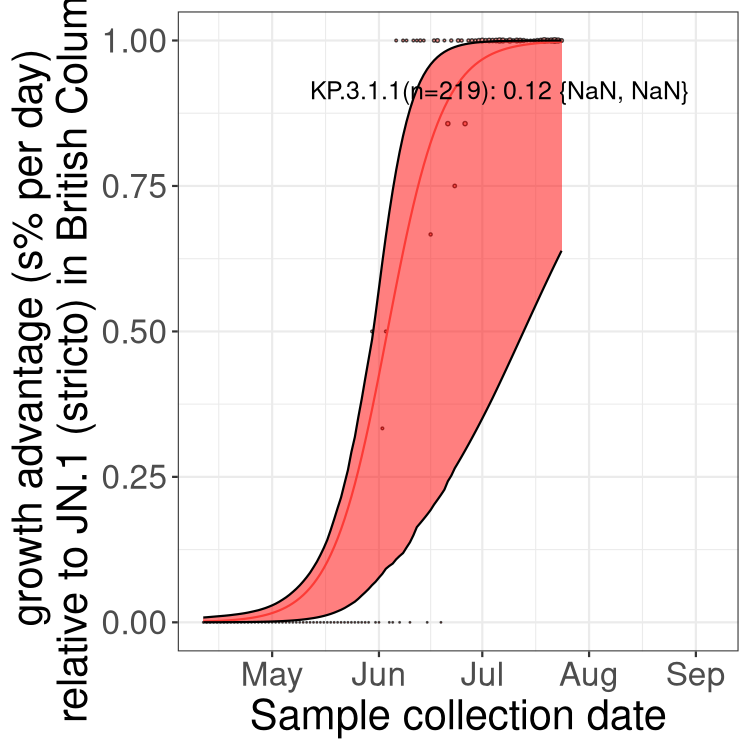 growth advantage (s% per day)
relative to JN.1 (stricto) in British Colum
1.00
0.75
0.50
0.25
0.00
KP.3.1.1(n=219): 0.12 {NaN, NaN}
May Jun Jul Aug Sep
Sample collection date